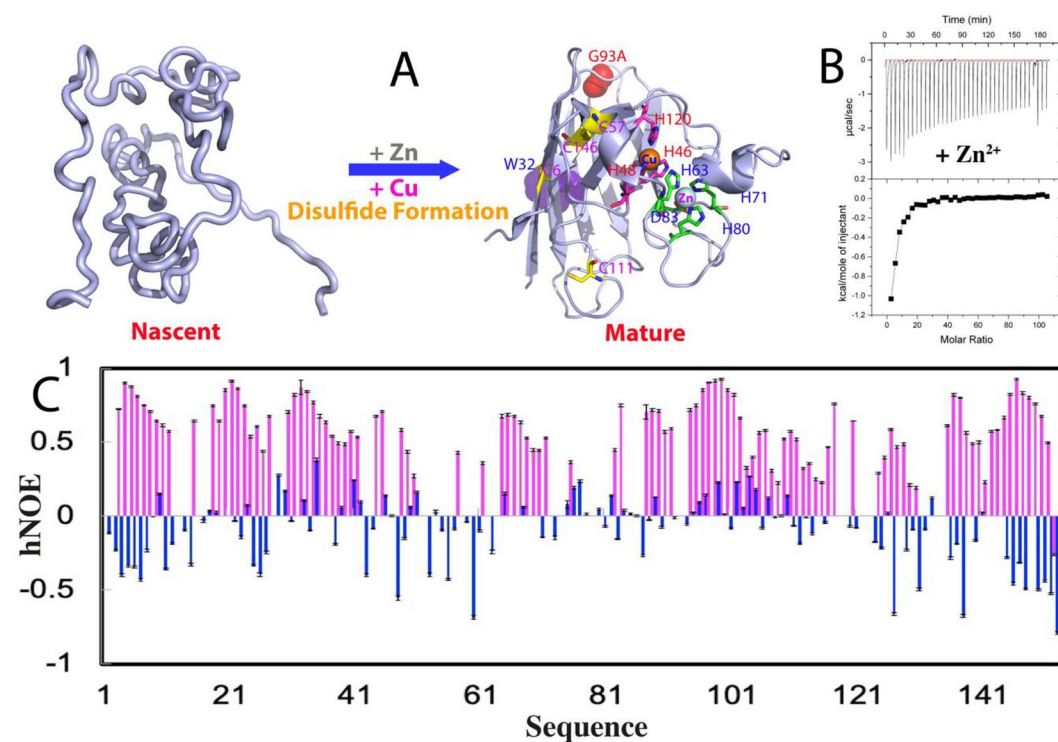 A
+ Zn
+ Cu
Disulfide Formation
Nascent
Mature
G93A
C57
H120
C146
Cu
H46
W32
C6
H48
H63
Zn
H71
D83
H80
C111
B
Time (min)
0 30 60 90 120 150 180
0
-1
-2
-3
µcal/sec
+ Zn²⁺
0.0
-0.2
-0.4
-0.6
-0.8
-1.0
-1.2
kcal/mole of injectant
0 20 40 60 80 100
Molar Ratio
C
1
0.5
0
-0.5
-1
hNOE
1 21 41 61 81 101 121 141
Sequence